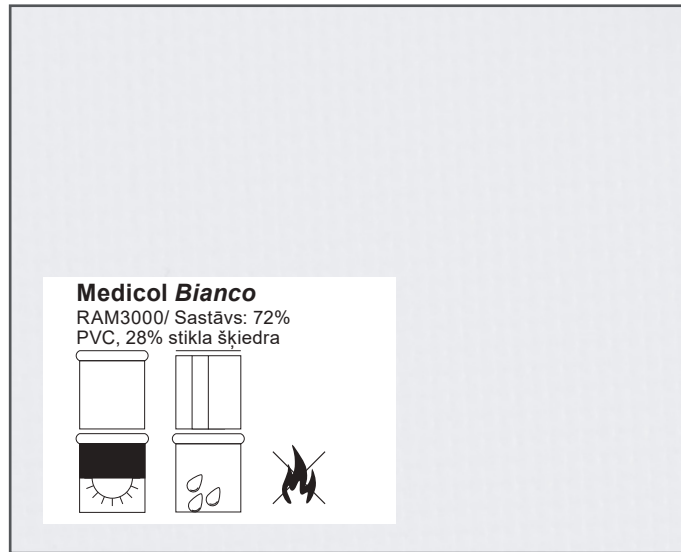 Medicol Bianco
RAM3000/ Sastāvs: 72%
PVC, 28% stikla šķiedra